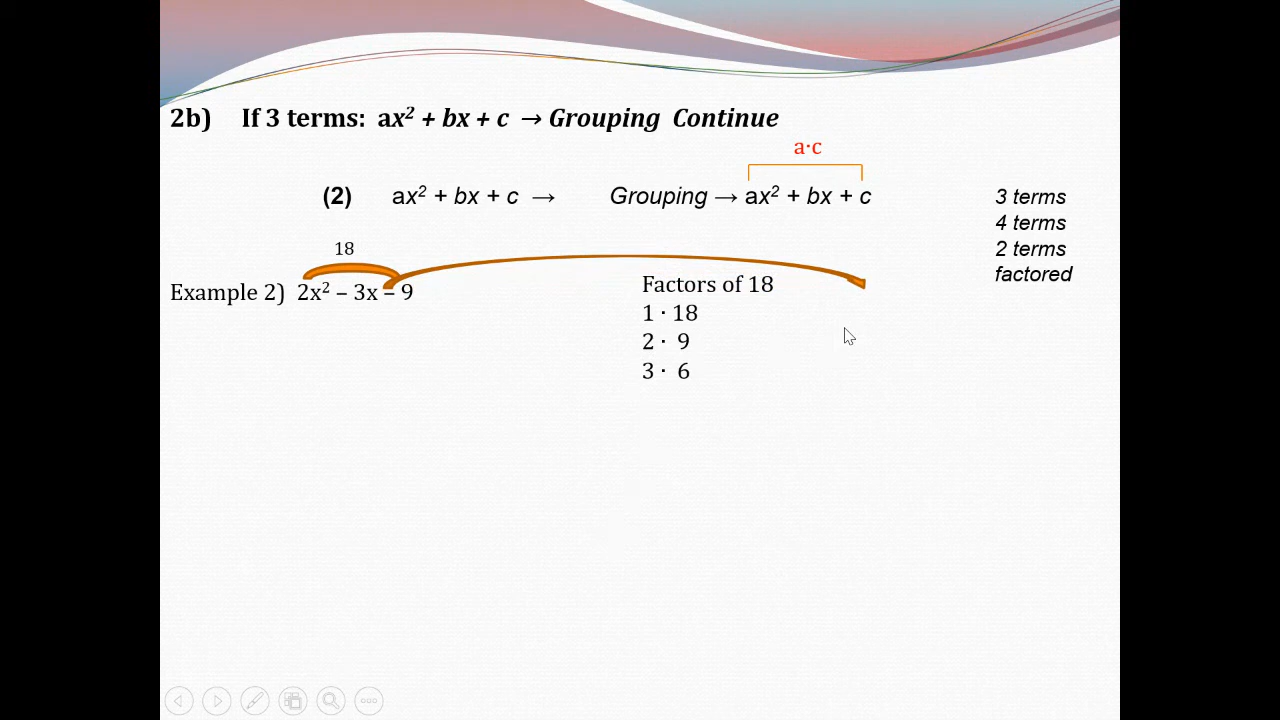 2b) If 3 terms: ax² + bx + c → Grouping Continue
a·c
(2) ax² + bx + c → Grouping → ax² + bx + c
3 terms
4 terms
2 terms
factored
18
Example 2) 2x² – 3x – 9
Factors of 18
1 · 18
2 · 9
3 · 6